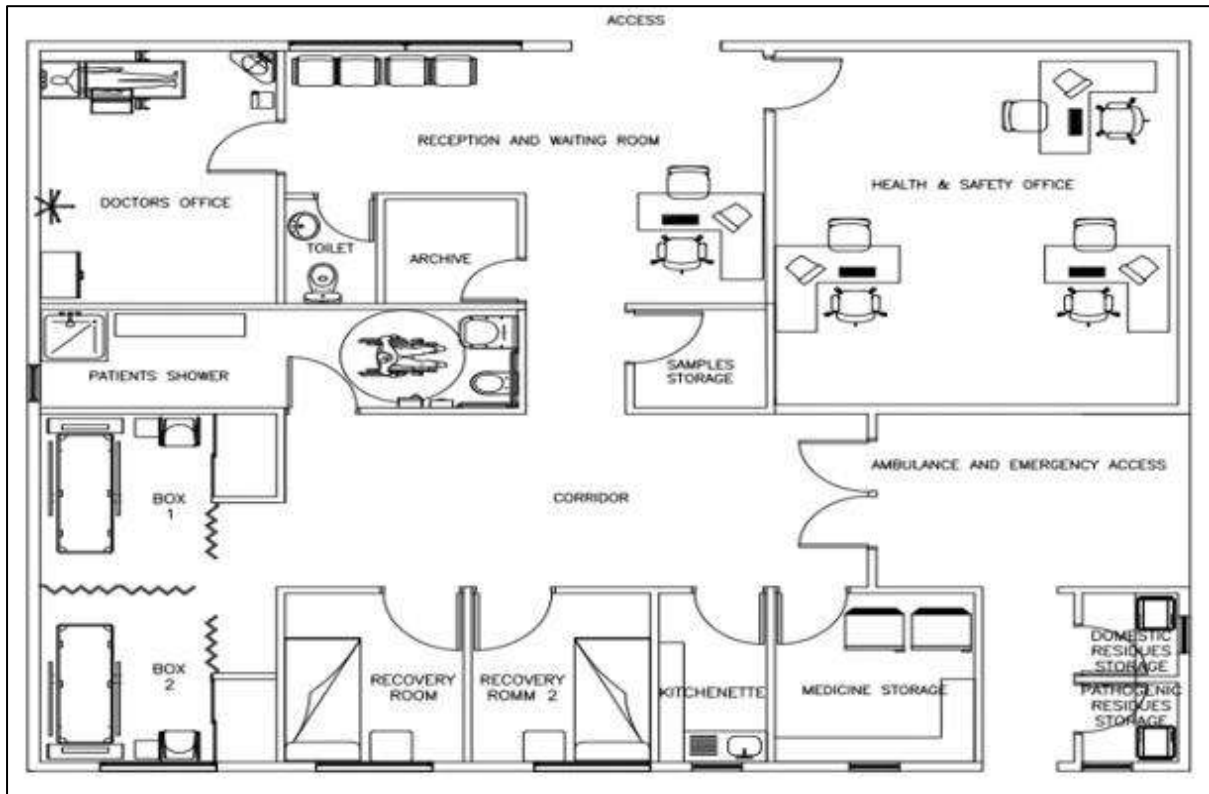 ACCESS
RECEPTION AND WAITING ROOM
HEALTH & SAFETY OFFICE
DOCTORS OFFICE
TOILET
ARCHIVE
PATIENTS SHOWER
SAMPLES
STORAGE
AMBULANCE AND EMERGENCY ACCESS
BOX
1
CORRIDOR
BOX
2
RECOVERY
ROOM
RECOVERY
ROMM 2
KITCHENETTE
MEDICINE STORAGE
DOMESTIC
RESIDUES
STORAGE
PATHOGENIC
RESIDUES
STORAGE